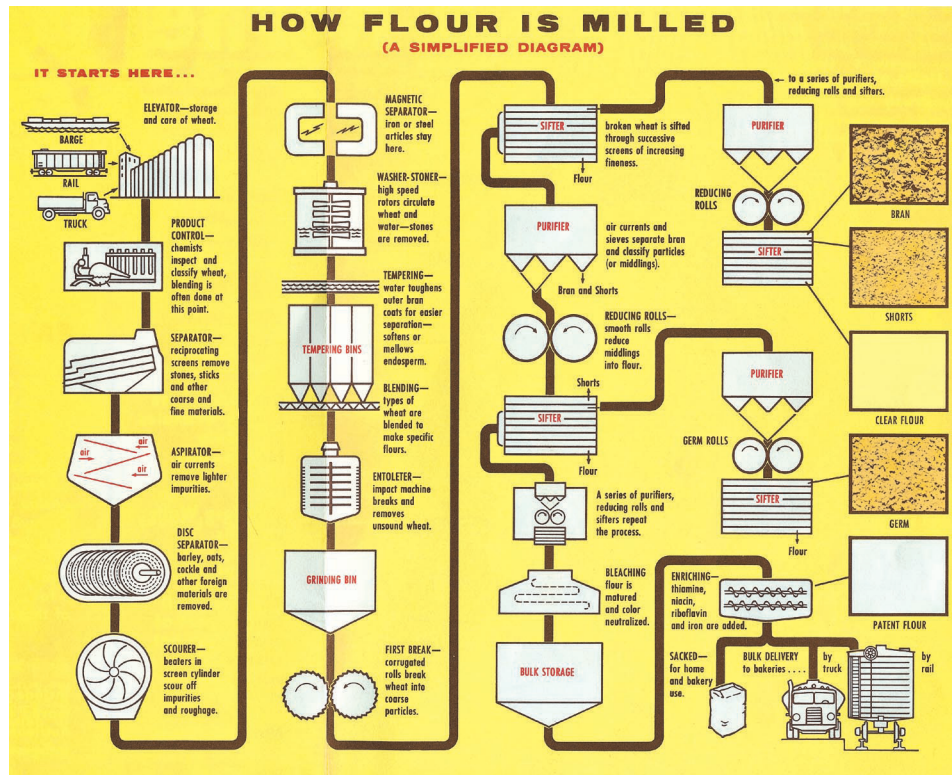 HOW FLOUR IS MILLED
(A SIMPLIFIED DIAGRAM)
IT STARTS HERE...
ELEVATOR—storage
and care of wheat.
BARGE
RAIL
TRUCK
PRODUCT
CONTROL—
chemists
inspect and
classify wheat,
blending is
often done at
this point.
SEPARATOR—
reciprocating
screens remove
stones, sticks
and other
coarse and
fine materials.
air
air
air
ASPIRATOR—
air currents
remove lighter
impurities.
DISC
SEPARATOR—
barley, oats,
cockle and
other foreign
materials are
removed.
SCOURER—
beaters in
screen cylinder
scour off
impurities
and roughage.
MAGNETIC
SEPARATOR—
iron or steel
articles stay
here.
WASHER-STONER—
high speed
rotors circulate
wheat and
water—stones
are removed.
TEMPERING—
water toughens
outer bran
coats for easier
separation—
softens or
mellows
endosperm.
TEMPERING BINS
BLENDING—
types of
wheat are
blended to
make specific
flours.
ENTOLETER—
impact machine
breaks and
removes
unsound wheat.
GRINDING BIN
FIRST BREAK—
corrugated
rolls break
wheat into
coarse
particles.
SIFTER
broken wheat is sifted
through successive
screens of increasing
fineness.
Flour
PURIFIER
air currents and
sieves separate bran
and classify particles
(or middlings).
Bran and Shorts
REDUCING ROLLS—
smooth rolls
reduce
middlings
into flour.
Shorts
SIFTER
Flour
A series of purifiers,
reducing rolls and
sifters repeat
the process.
BLEACHING
flour is
matured and
color
neutralized.
BULK STORAGE
to a series of purifiers,
reducing rolls and sifters.
PURIFIER
REDUCING
ROLLS
SIFTER
BRAN
SHORTS
CLEAR FLOUR
PURIFIER
GERM ROLLS
SIFTER
Flour
GERM
ENRICHING—
thiamine,
niacin,
riboflavin
and iron are added.
PATENT FLOUR
SACKED—
for home
and bakery
use.
BULK DELIVERY
to bakeries ....
by
truck
by
rail